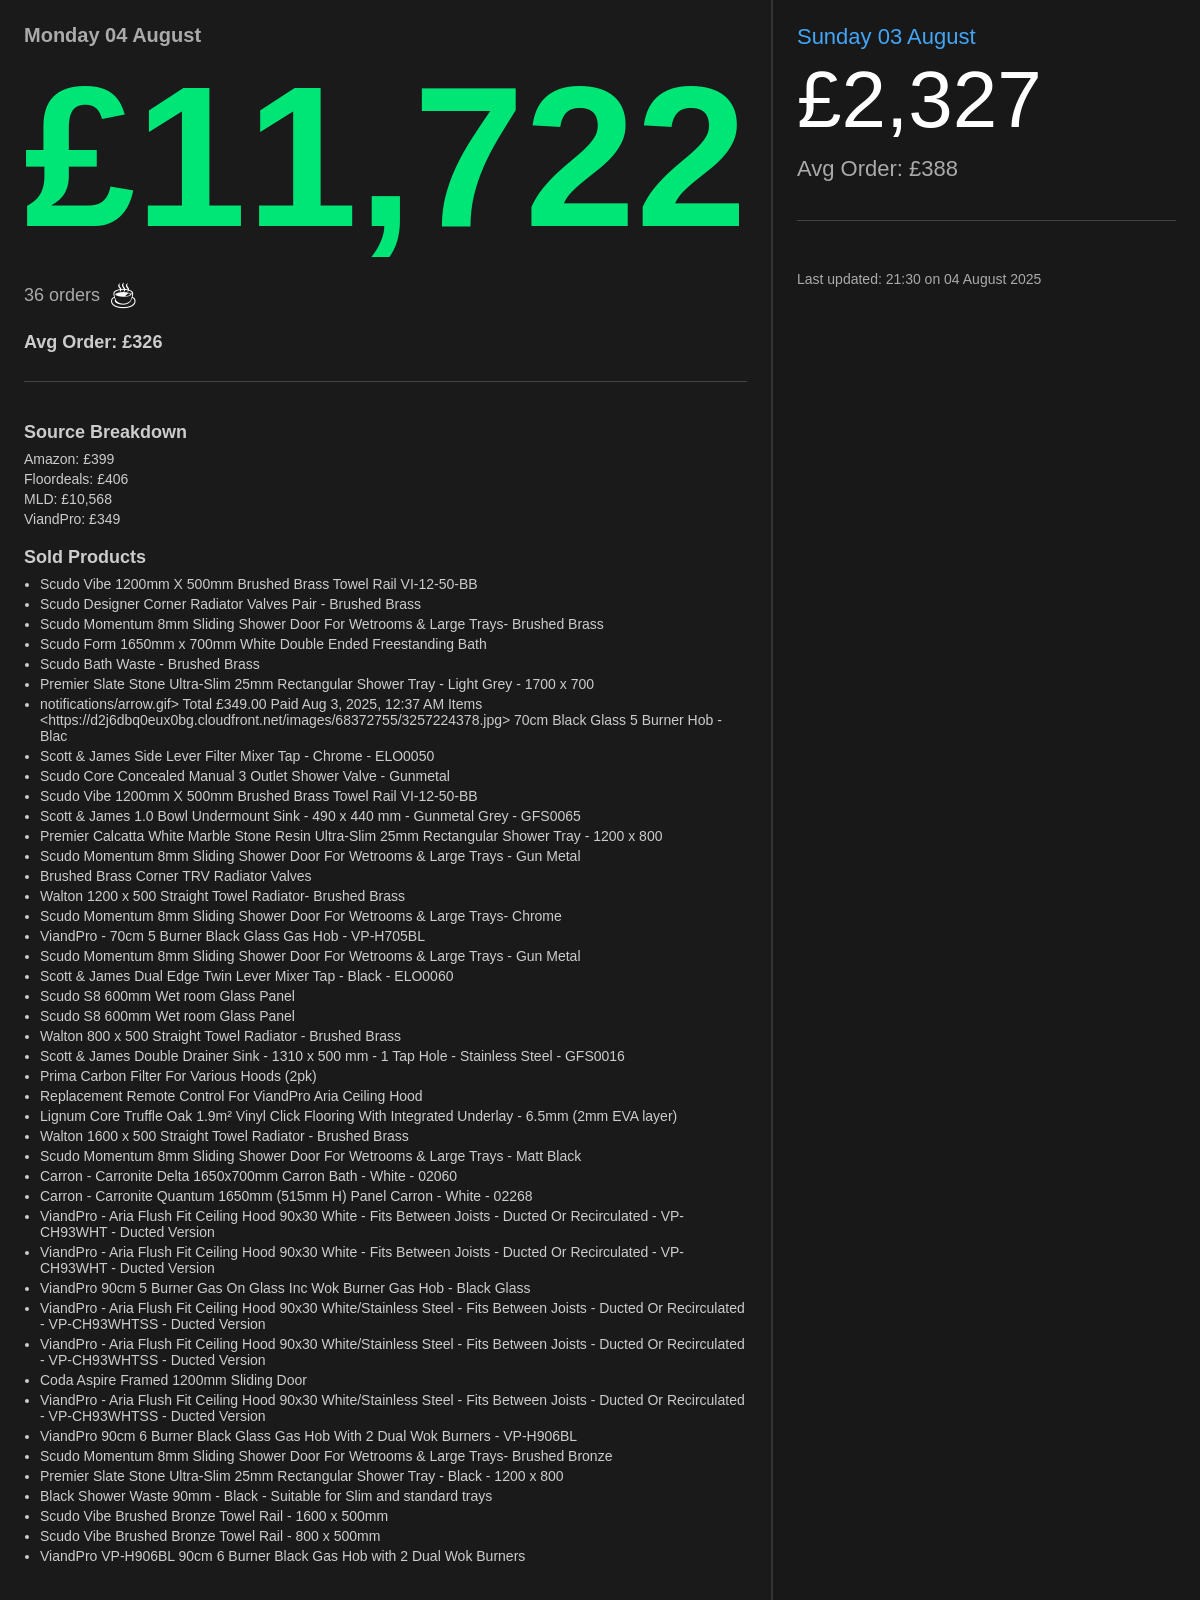 Monday 04 August
£11,722
36 orders
Avg Order: £326
Source Breakdown
Amazon: £399
Floordeals: £406
MLD: £10,568
ViandPro: £349
Sold Products
Scudo Vibe 1200mm X 500mm Brushed Brass Towel Rail VI-12-50-BB
Scudo Designer Corner Radiator Valves Pair - Brushed Brass
Scudo Momentum 8mm Sliding Shower Door For Wetrooms & Large Trays- Brushed Brass
Scudo Form 1650mm x 700mm White Double Ended Freestanding Bath
Scudo Bath Waste - Brushed Brass
Premier Slate Stone Ultra-Slim 25mm Rectangular Shower Tray - Light Grey - 1700 x 700
notifications/arrow.gif> Total £349.00 Paid Aug 3, 2025, 12:37 AM Items
<https://d2j6dbq0eux0bg.cloudfront.net/images/68372755/3257224378.jpg> 70cm Black Glass 5 Burner Hob -
Blac
Scott & James Side Lever Filter Mixer Tap - Chrome - ELO0050
Scudo Core Concealed Manual 3 Outlet Shower Valve - Gunmetal
Scudo Vibe 1200mm X 500mm Brushed Brass Towel Rail VI-12-50-BB
Scott & James 1.0 Bowl Undermount Sink - 490 x 440 mm - Gunmetal Grey - GFS0065
Premier Calcatta White Marble Stone Resin Ultra-Slim 25mm Rectangular Shower Tray - 1200 x 800
Scudo Momentum 8mm Sliding Shower Door For Wetrooms & Large Trays - Gun Metal
Brushed Brass Corner TRV Radiator Valves
Walton 1200 x 500 Straight Towel Radiator- Brushed Brass
Scudo Momentum 8mm Sliding Shower Door For Wetrooms & Large Trays- Chrome
ViandPro - 70cm 5 Burner Black Glass Gas Hob - VP-H705BL
Scudo Momentum 8mm Sliding Shower Door For Wetrooms & Large Trays - Gun Metal
Scott & James Dual Edge Twin Lever Mixer Tap - Black - ELO0060
Scudo S8 600mm Wet room Glass Panel
Scudo S8 600mm Wet room Glass Panel
Walton 800 x 500 Straight Towel Radiator - Brushed Brass
Scott & James Double Drainer Sink - 1310 x 500 mm - 1 Tap Hole - Stainless Steel - GFS0016
Prima Carbon Filter For Various Hoods (2pk)
Replacement Remote Control For ViandPro Aria Ceiling Hood
Lignum Core Truffle Oak 1.9m² Vinyl Click Flooring With Integrated Underlay - 6.5mm (2mm EVA layer)
Walton 1600 x 500 Straight Towel Radiator - Brushed Brass
Scudo Momentum 8mm Sliding Shower Door For Wetrooms & Large Trays - Matt Black
Carron - Carronite Delta 1650x700mm Carron Bath - White - 02060
Carron - Carronite Quantum 1650mm (515mm H) Panel Carron - White - 02268
ViandPro - Aria Flush Fit Ceiling Hood 90x30 White - Fits Between Joists - Ducted Or Recirculated - VP-
CH93WHT - Ducted Version
ViandPro - Aria Flush Fit Ceiling Hood 90x30 White - Fits Between Joists - Ducted Or Recirculated - VP-
CH93WHT - Ducted Version
ViandPro 90cm 5 Burner Gas On Glass Inc Wok Burner Gas Hob - Black Glass
ViandPro - Aria Flush Fit Ceiling Hood 90x30 White/Stainless Steel - Fits Between Joists - Ducted Or Recirculated
- VP-CH93WHTSS - Ducted Version
ViandPro - Aria Flush Fit Ceiling Hood 90x30 White/Stainless Steel - Fits Between Joists - Ducted Or Recirculated
- VP-CH93WHTSS - Ducted Version
Coda Aspire Framed 1200mm Sliding Door
ViandPro - Aria Flush Fit Ceiling Hood 90x30 White/Stainless Steel - Fits Between Joists - Ducted Or Recirculated
- VP-CH93WHTSS - Ducted Version
ViandPro 90cm 6 Burner Black Glass Gas Hob With 2 Dual Wok Burners - VP-H906BL
Scudo Momentum 8mm Sliding Shower Door For Wetrooms & Large Trays- Brushed Bronze
Premier Slate Stone Ultra-Slim 25mm Rectangular Shower Tray - Black - 1200 x 800
Black Shower Waste 90mm - Black - Suitable for Slim and standard trays
Scudo Vibe Brushed Bronze Towel Rail - 1600 x 500mm
Scudo Vibe Brushed Bronze Towel Rail - 800 x 500mm
ViandPro VP-H906BL 90cm 6 Burner Black Gas Hob with 2 Dual Wok Burners
Sunday 03 August
£2,327
Avg Order: £388
Last updated: 21:30 on 04 August 2025